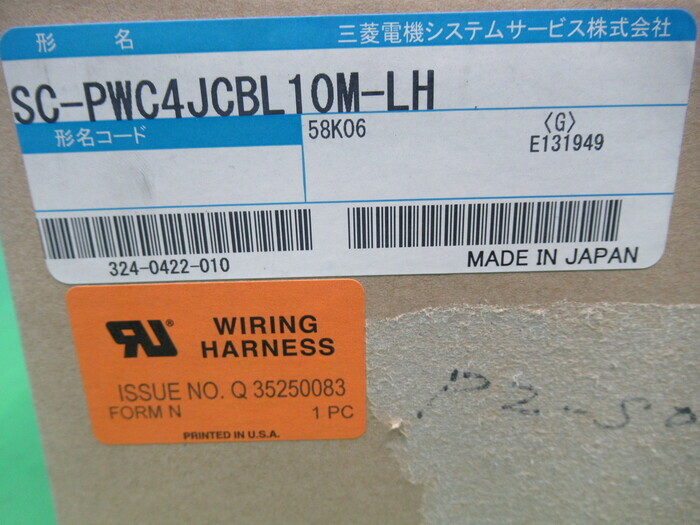 形 名 三菱電機システムサービス株式会社
SC-PWC4JCBL10M-LH
形名コード 58K06 〈G〉
E131949
324-0422-010 MADE IN JAPAN
RU® WIRING
HARNESS
ISSUE NO. Q 35250083
FORM N 1 PC
PRINTED IN U.S.A.